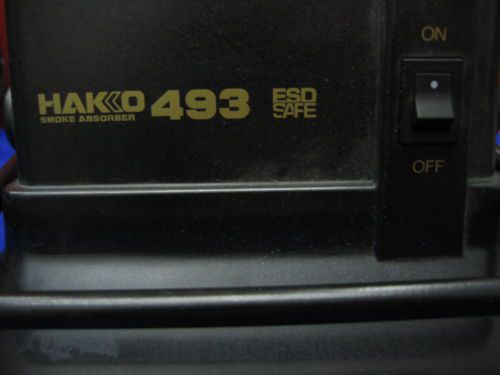 HAKKO 493 ESD SAFE
SMOKE ABSORBER
ON
OFF